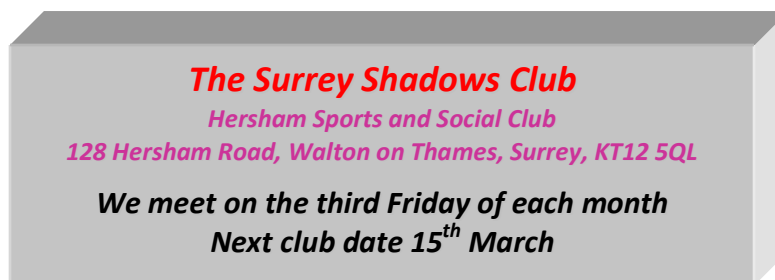 The Surrey Shadows Club
Hersham Sports and Social Club
128 Hersham Road, Walton on Thames, Surrey, KT12 5QL
We meet on the third Friday of each month
Next club date 15th March